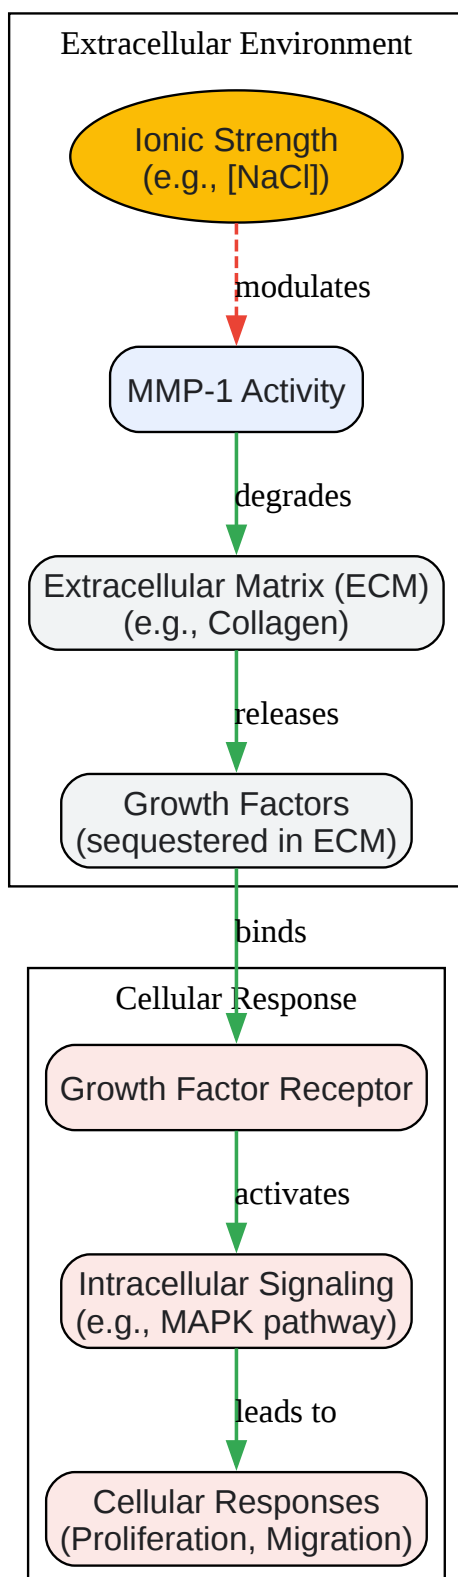 Extracellular Environment
Ionic Strength
(e.g., [NaCl])
modulates
MMP-1 Activity
degrades
Extracellular Matrix (ECM)
(e.g., Collagen)
releases
Growth Factors
(sequestered in ECM)
binds
Cellular Response
Growth Factor Receptor
activates
Intracellular Signaling
(e.g., MAPK pathway)
leads to
Cellular Responses
(Proliferation, Migration)